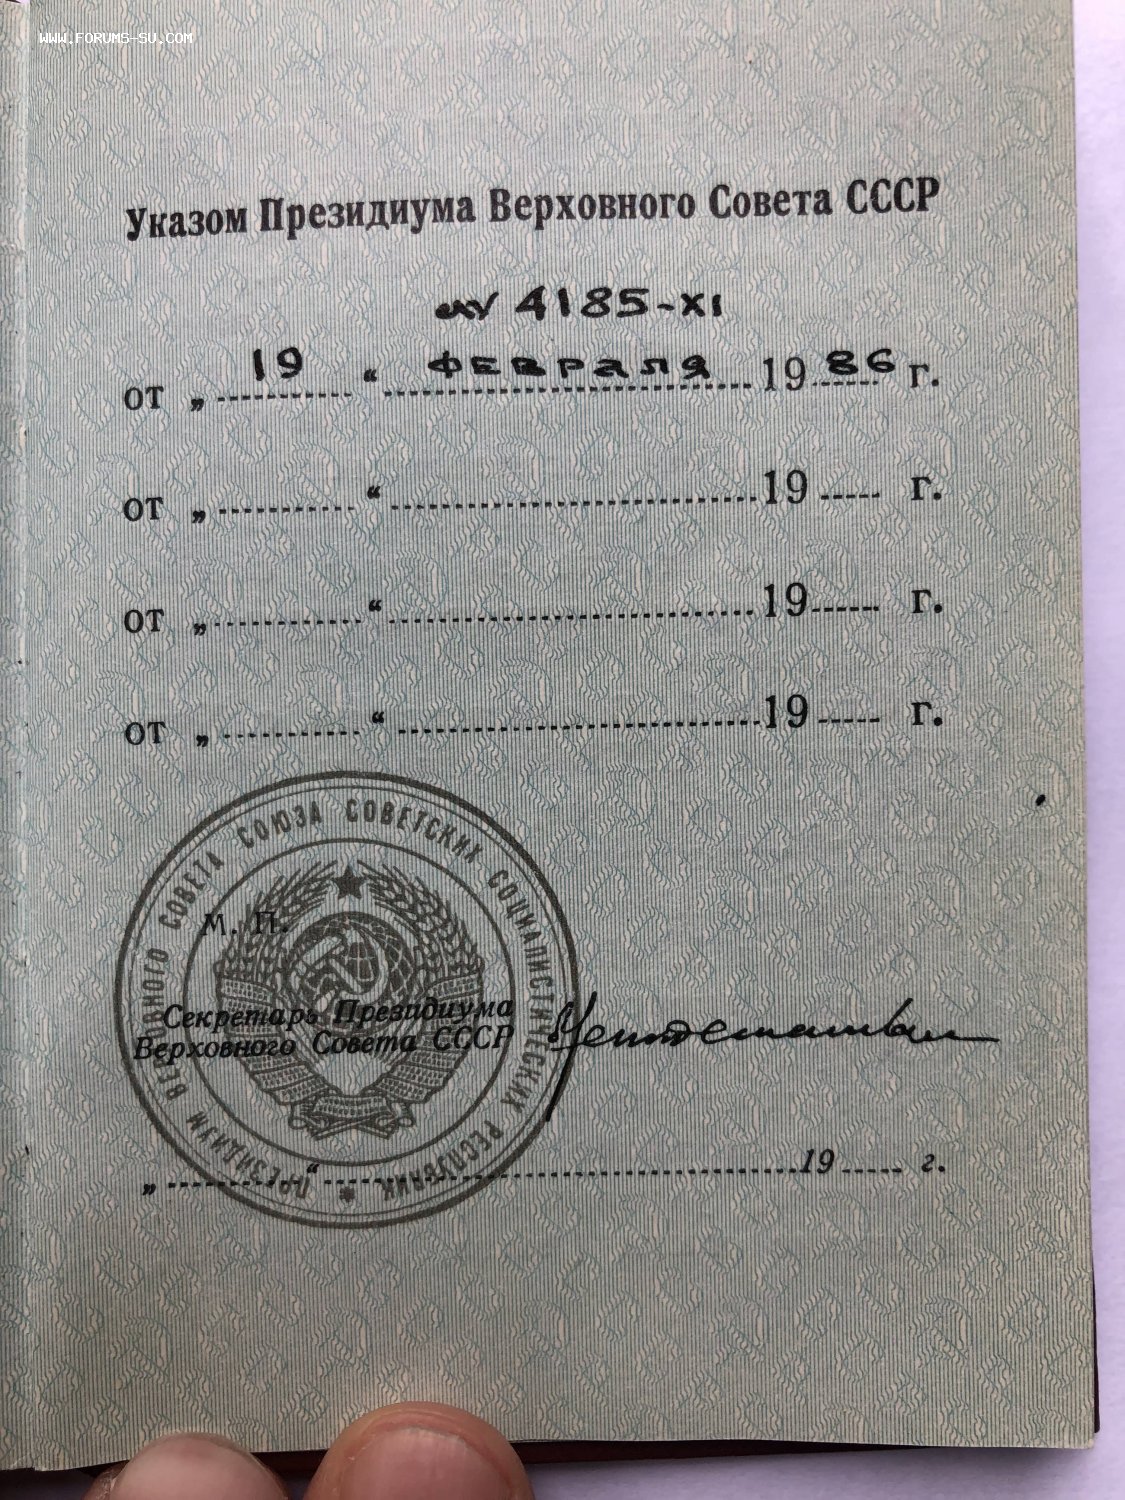 WWW.FORUMS-SU.COM
Указом Президиума Верховного Совета СССР
4185-XI
от „ 19 “ ФЕВРАЛЯ 1986 г.
от „ “ 19 г.
от „ “ 19 г.
от „ “ 19 г.
ПРЕЗИДИУМ ВЕРХОВНОГО СОВЕТА СОЮЗА СОВЕТСКИХ СОЦИАЛИСТИЧЕСКИХ РЕСПУБЛИК *
М. П.
Секретарь Президиума
Верховного Совета СССР
„ “ 19 г.